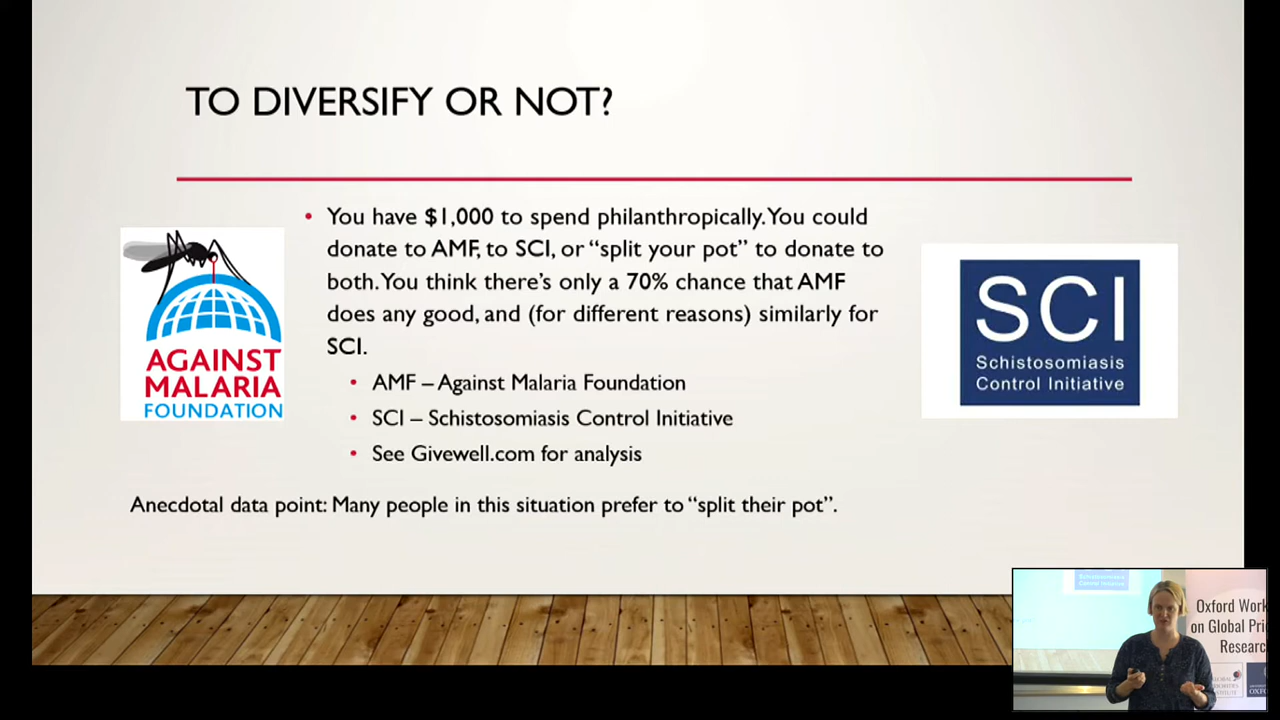 TO DIVERSIFY OR NOT?
• You have $1,000 to spend philanthropically. You could
donate to AMF, to SCI, or “split your pot” to donate to
both. You think there’s only a 70% chance that AMF
does any good, and (for different reasons) similarly for
SCI.
• AMF – Against Malaria Foundation
• SCI – Schistosomiasis Control Initiative
• See Givewell.com for analysis
AGAINST
MALARIA
FOUNDATION
SCI
Schistosomiasis
Control Initiative
Anecdotal data point: Many people in this situation prefer to “split their pot”.
Schistosomiasis
Control Initiative
Oxford Work
on Global Pri
Researc